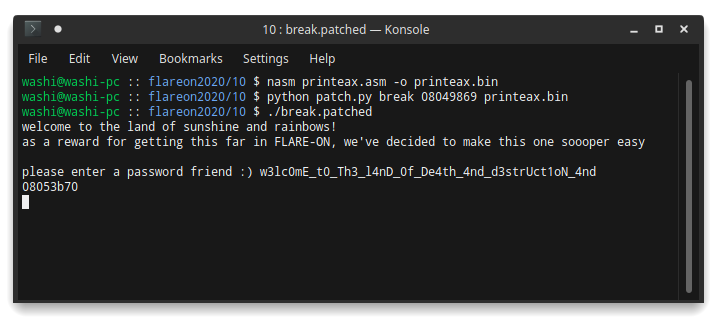 10 : break.patched — Konsole
File Edit View Bookmarks Settings Help
washi@washi-pc :: flareon2020/10 $ nasm printeax.asm -o printeax.bin
washi@washi-pc :: flareon2020/10 $ python patch.py break 08049869 printeax.bin
washi@washi-pc :: flareon2020/10 $ ./break.patched
welcome to the land of sunshine and rainbows!
as a reward for getting this far in FLARE-ON, we've decided to make this one soooper easy
please enter a password friend :) w3lc0mE_t0_Th3_l4nD_0f_De4th_4nd_d3strUct1oN_4nd
08053b70